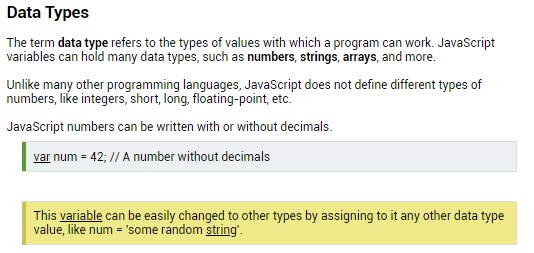 Data Types
The term data type refers to the types of values with which a program can work. JavaScript
variables can hold many data types, such as numbers, strings, arrays, and more.
Unlike many other programming languages, JavaScript does not define different types of
numbers, like integers, short, long, floating-point, etc.
JavaScript numbers can be written with or without decimals.
var num = 42; // A number without decimals
This variable can be easily changed to other types by assigning to it any other data type
value, like num = 'some random string'.